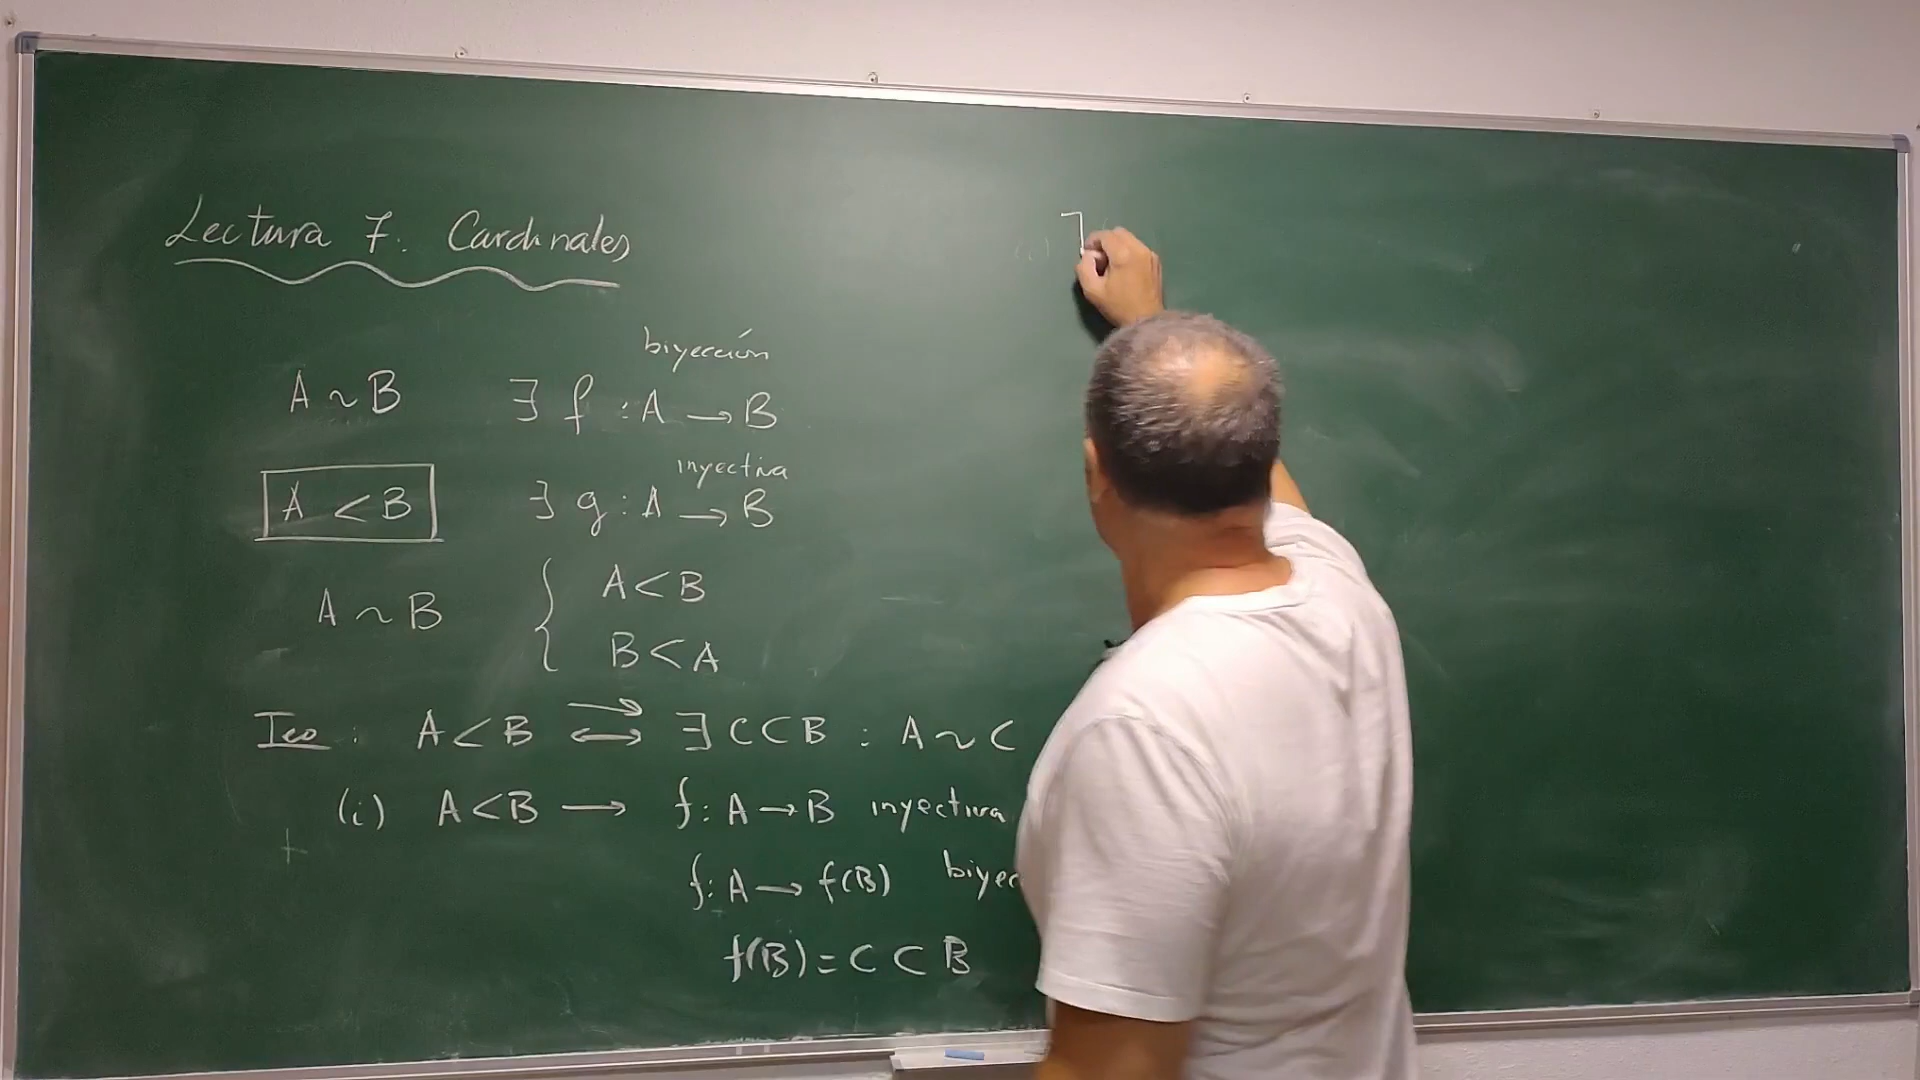 Lectura 7. Cardinales
biyección
A ~ B ∃ f : A → B
inyectiva
A < B ∃ g : A → B
A ~ B { A < B
B < A
Teo : A < B ⟷ ∃ C ⊂ B : A ~ C
(i) A < B → f : A → B inyectiva
f : A → f(B) biyec
f(B) = C ⊂ B
∃